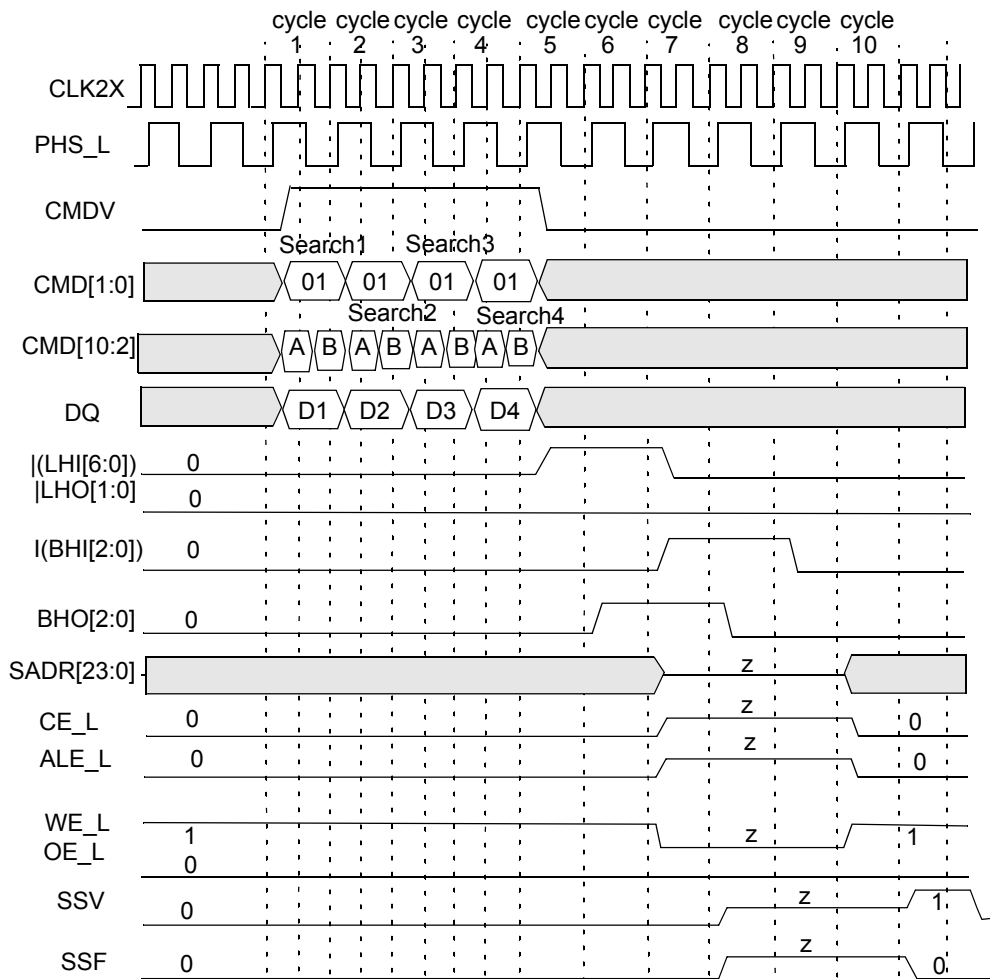 cycle cycle cycle cycle cycle cycle cycle cycle cycle cycle
1 2 3 4 5 6 7 8 9 10
CLK2X
PHS_L
CMDV
Search1 Search3
CMD[1:0] 01 01 01 01
Search2 Search4
CMD[10:2] A B A B A B A B
DQ D1 D2 D3 D4
|(LHI[6:0]) 0
|LHO[1:0] 0
I(BHI[2:0]) 0
BHO[2:0] 0
SADR[23:0] z
CE_L 0 z 0
ALE_L 0 z 0
WE_L 1 z 1
OE_L 0
SSV 0 z 1
SSF 0 z 0